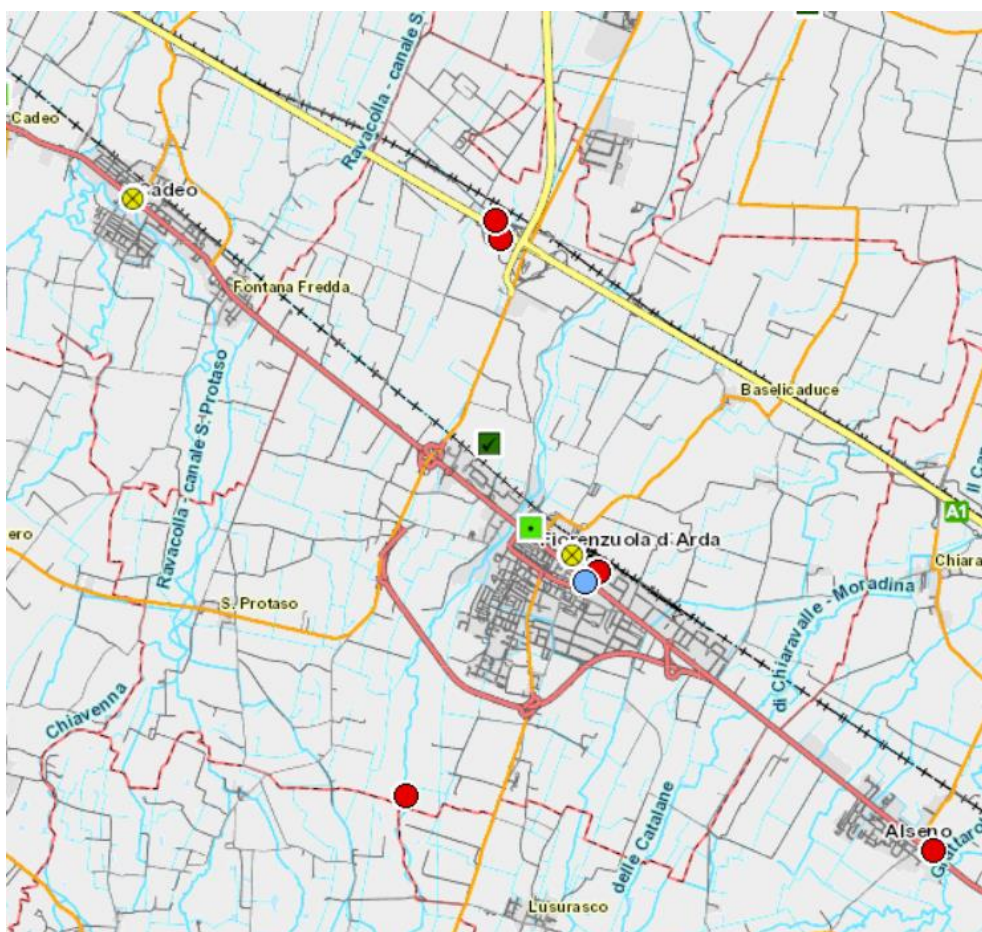 Ravacolla - canale S.
Cadeo
Cadeo
Fontana Fredda
Ravacolla - canale S. Protaso
Baselicaduce
A1
Il
Fiorenzuola d'Arda
ero
Chiara
S. Protaso
di Chiaravalle - Moradina
Chiavenna
delle Catalane
Alseno
Lusurasco